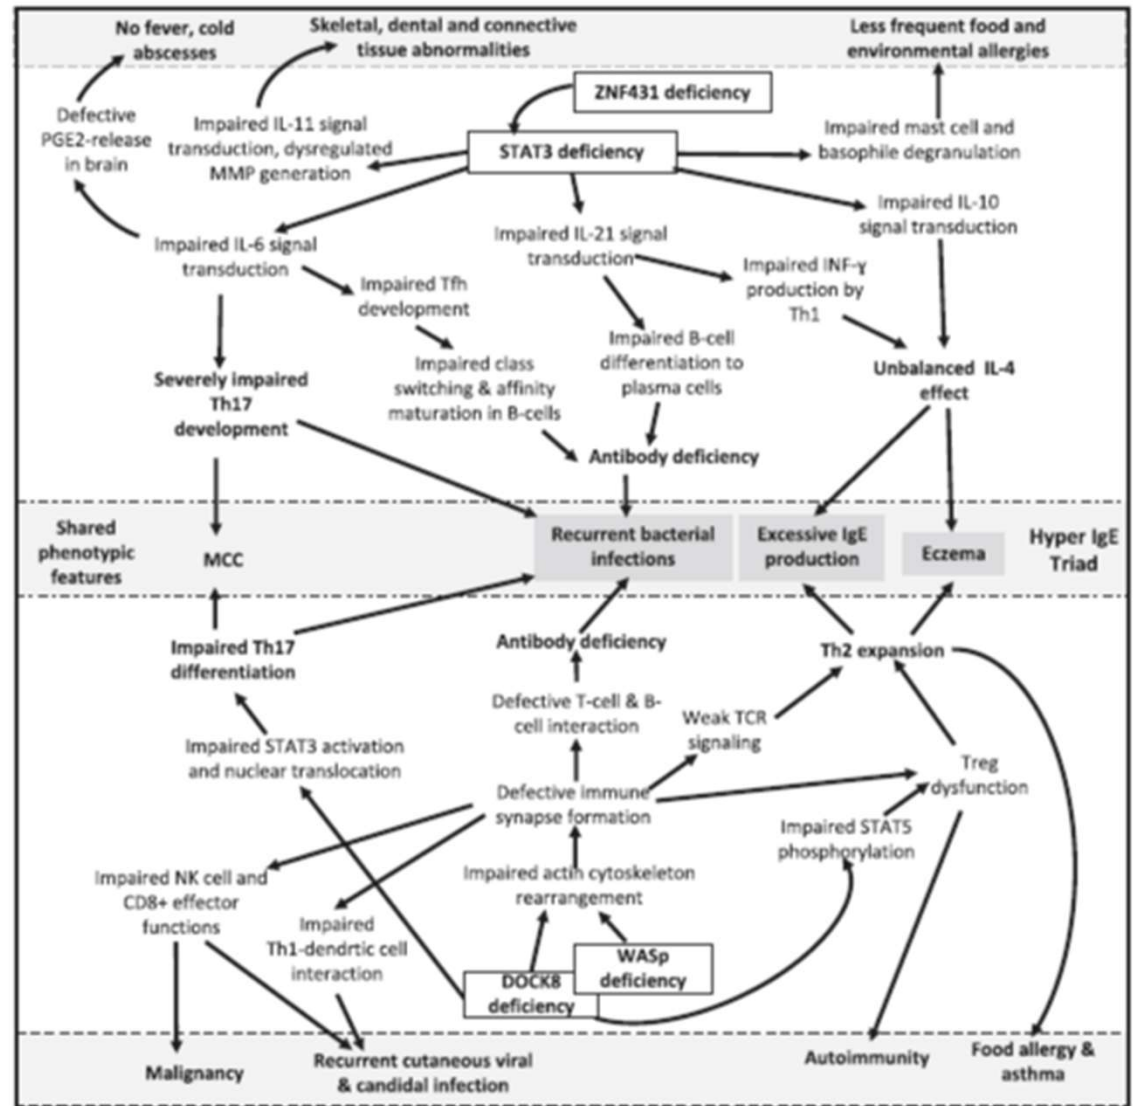 No fever, cold
abscesses
Skeletal, dental and connective
tissue abnormalities
Less frequent food and
environmental allergies
ZNF431 deficiency
Defective
PGE2-release
in brain
Impaired IL-11 signal
transduction, dysregulated
MMP generation
STAT3 deficiency
Impaired mast cell and
basophile degranulation
Impaired IL-10
signal transduction
Impaired IL-6 signal
transduction
Impaired IL-21 signal
transduction
Impaired INF-γ
production by
Th1
Impaired Tfh
development
Impaired B-cell
differentiation to
plasma cells
Impaired class
switching & affinity
maturation in B-cells
Unbalanced IL-4
effect
Severely impaired
Th17
development
Antibody deficiency
Shared
phenotypic
features
MCC
Recurrent bacterial
infections
Excessive IgE
production
Eczema
Hyper IgE
Triad
Impaired Th17
differentiation
Antibody deficiency
Th2 expansion
Defective T-cell & B-
cell interaction
Weak TCR
signaling
Impaired STAT3 activation
and nuclear translocation
Treg
dysfunction
Defective immune
synapse formation
Impaired STAT5
phosphorylation
Impaired NK cell and
CD8+ effector
functions
Impaired actin cytoskeleton
rearrangement
Impaired
Th1-dendrtic cell
interaction
WASp
deficiency
DOCK8
deficiency
Malignancy
Recurrent cutaneous viral
& candidal infection
Autoimmunity
Food allergy &
asthma